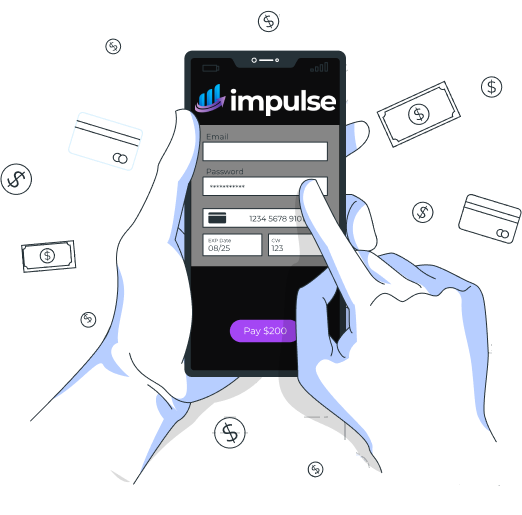 impulse
Email
Password
***********
1234 5678 910
EXP Date
08/25
CVV
123
Pay $200